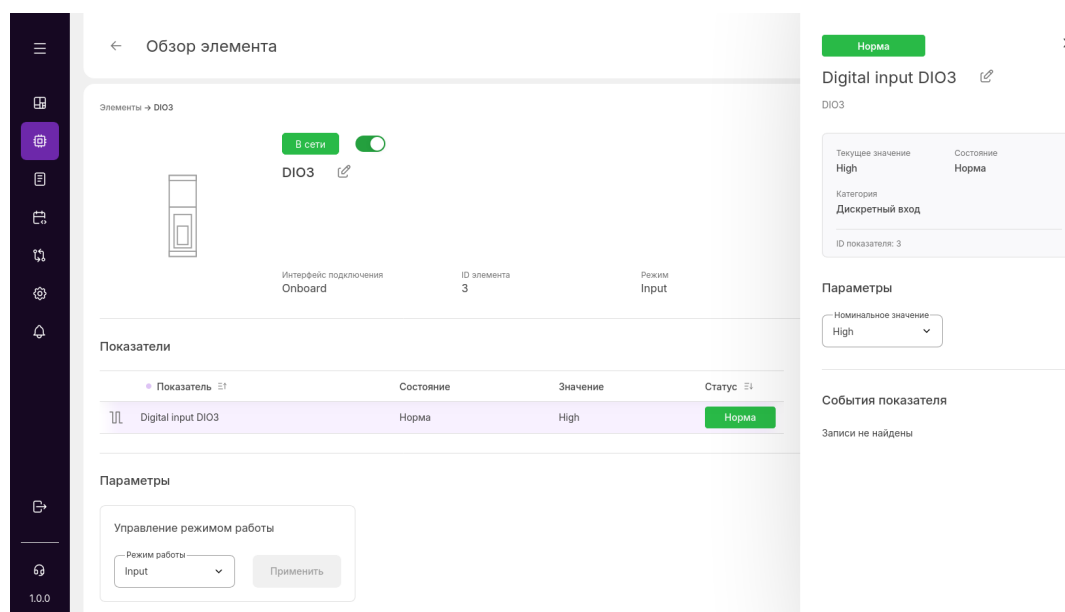 Обзор элемента
Элементы → DIO3
В сети
DIO3
Интерфейс подключения
Onboard
ID элемента
3
Режим
Input
Показатели
Показатель
Состояние
Значение
Статус
Digital input DIO3
Норма
High
Норма
Параметры
Управление режимом работы
Режим работы
Input
Применить
1.0.0
Норма
Digital input DIO3
DIO3
Текущее значение
High
Состояние
Норма
Категория
Дискретный вход
ID показателя: 3
Параметры
Номинальное значение
High
События показателя
Записи не найдены